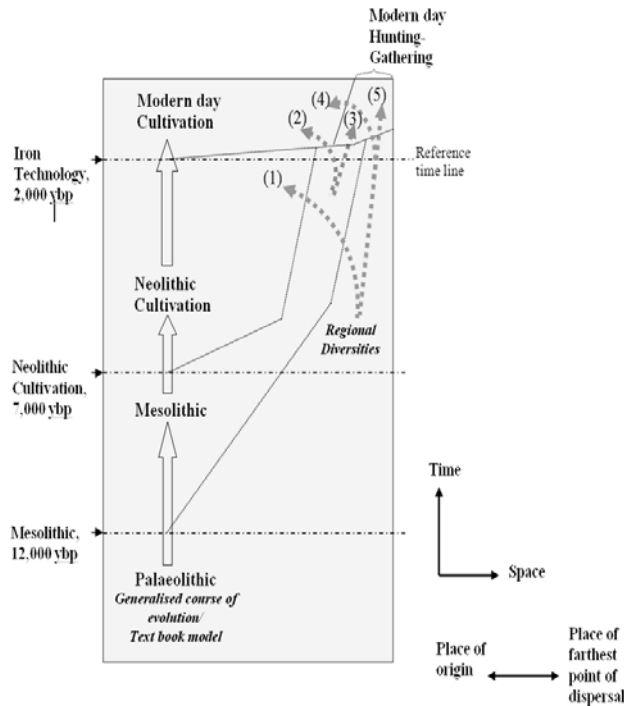 Modern day
Hunting-
Gathering
Modern day
Cultivation
(4)
(5)
(2)
(3)
Iron
Technology,
2,000 ybp
Reference
time line
(1)
Neolithic
Cultivation
Regional
Diversities
Neolithic
Cultivation,
7,000 ybp
Mesolithic
Time
Mesolithic,
12,000 ybp
Space
Palaeolithic
Generalised course of
evolution/
Text book model
Place of
origin
Place of
farthest
point of
dispersal